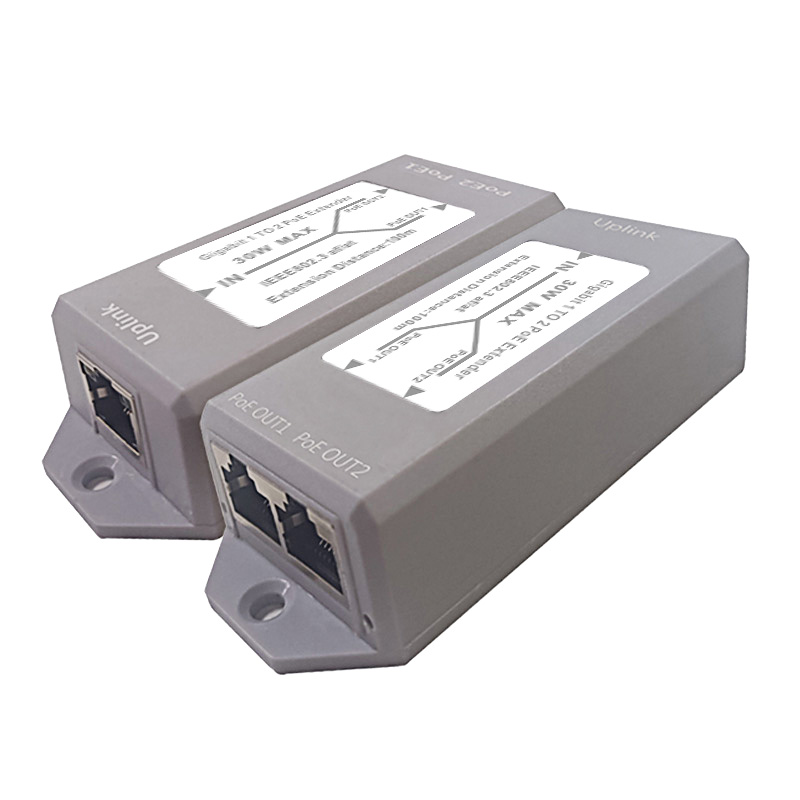 PoE2 PoE1
Gigabit 1 TO 2 PoE Extender
30W MAX
PoE OUT2
PoE OUT1
IN
IEEE802.3 af/at
Extension Distance:100m
Uplink
Uplink
Gigabit 1 TO 2 PoE Extender
30W MAX
IN
IEEE802.3 af/at
Extension Distance:100m
PoE OUT1
PoE OUT2
PoE OUT1 PoE OUT2